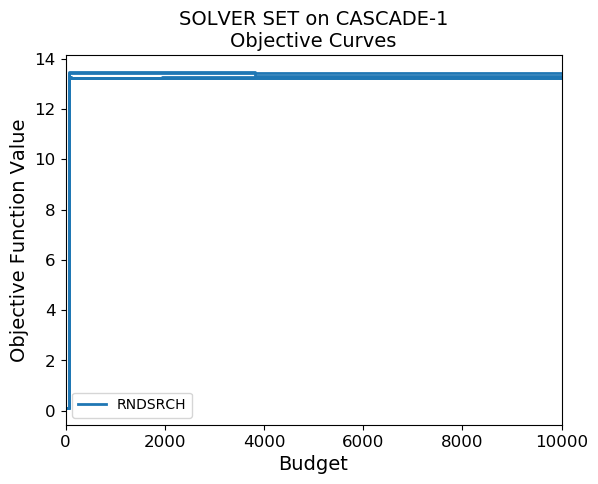 SOLVER SET on CASCADE-1
Objective Curves
Objective Function Value
14
12
10
8
6
4
2
0
RNDSRCH
0 2000 4000 6000 8000 10000
Budget